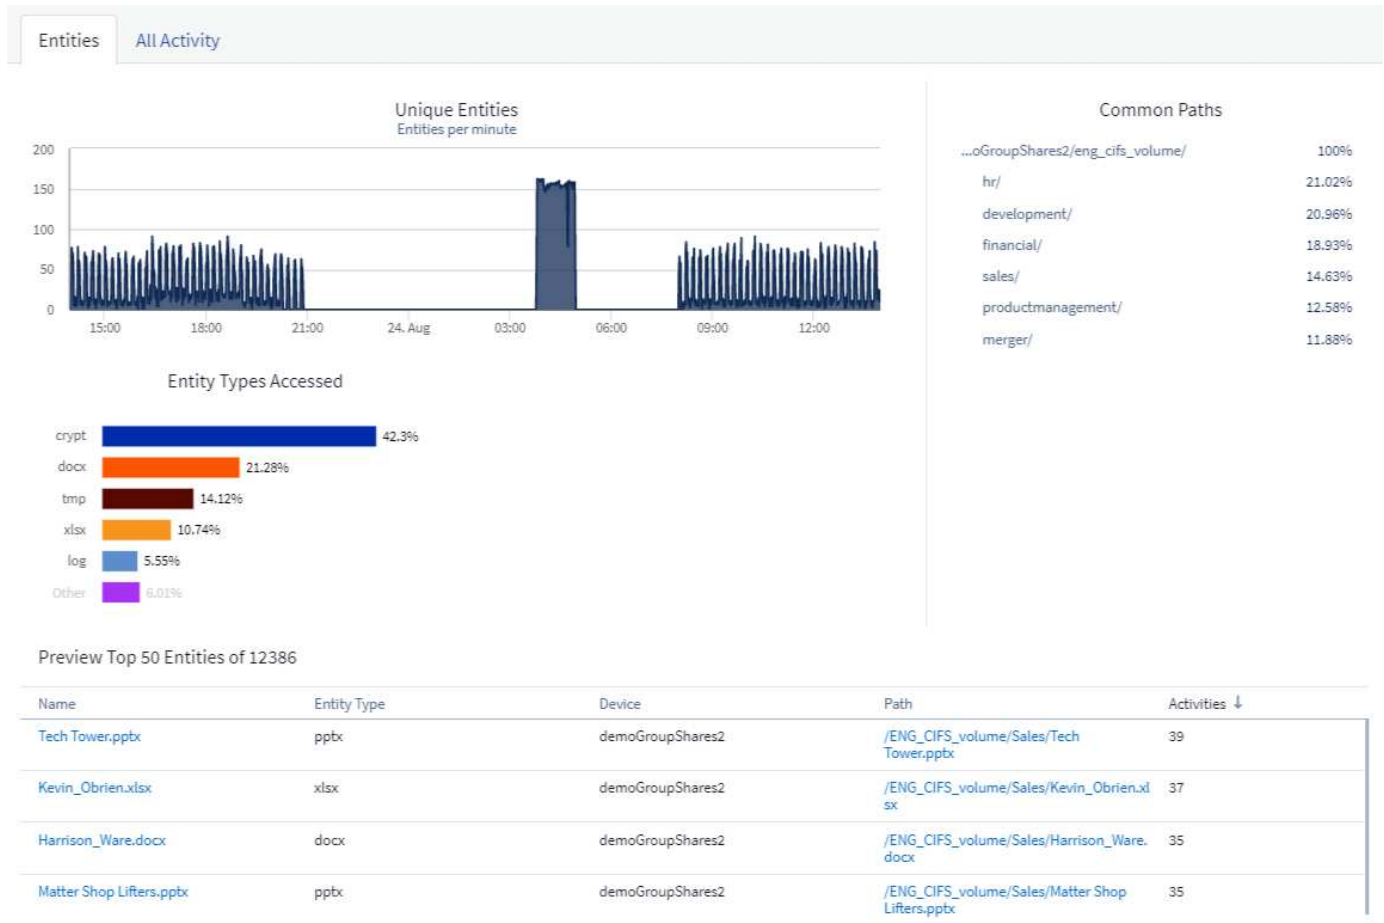 Entities All Activity
Unique Entities
Entities per minute
200
150
100
50
0
15:00 18:00 21:00 24. Aug 03:00 06:00 09:00 12:00
Common Paths
...oGroupShares2/eng_cifs_volume/ 100%
hr/ 21.02%
development/ 20.96%
financial/ 18.93%
sales/ 14.63%
productmanagement/ 12.58%
merger/ 11.88%
Entity Types Accessed
crypt 42.3%
docx 21.28%
tmp 14.12%
xlsx 10.74%
log 5.55%
Other 6.01%
Preview Top 50 Entities of 12386
Name Entity Type Device Path Activities ↓
Tech Tower.pptx pptx demoGroupShares2 /ENG_CIFS_volume/Sales/Tech 39
Tower.pptx
Kevin_Obrien.xlsx xlsx demoGroupShares2 /ENG_CIFS_volume/Sales/Kevin_Obrien.xl 37
sx
Harrison_Ware.docx docx demoGroupShares2 /ENG_CIFS_volume/Sales/Harrison_Ware. 35
docx
Matter Shop Lifters.pptx pptx demoGroupShares2 /ENG_CIFS_volume/Sales/Matter Shop 35
Lifters.pptx